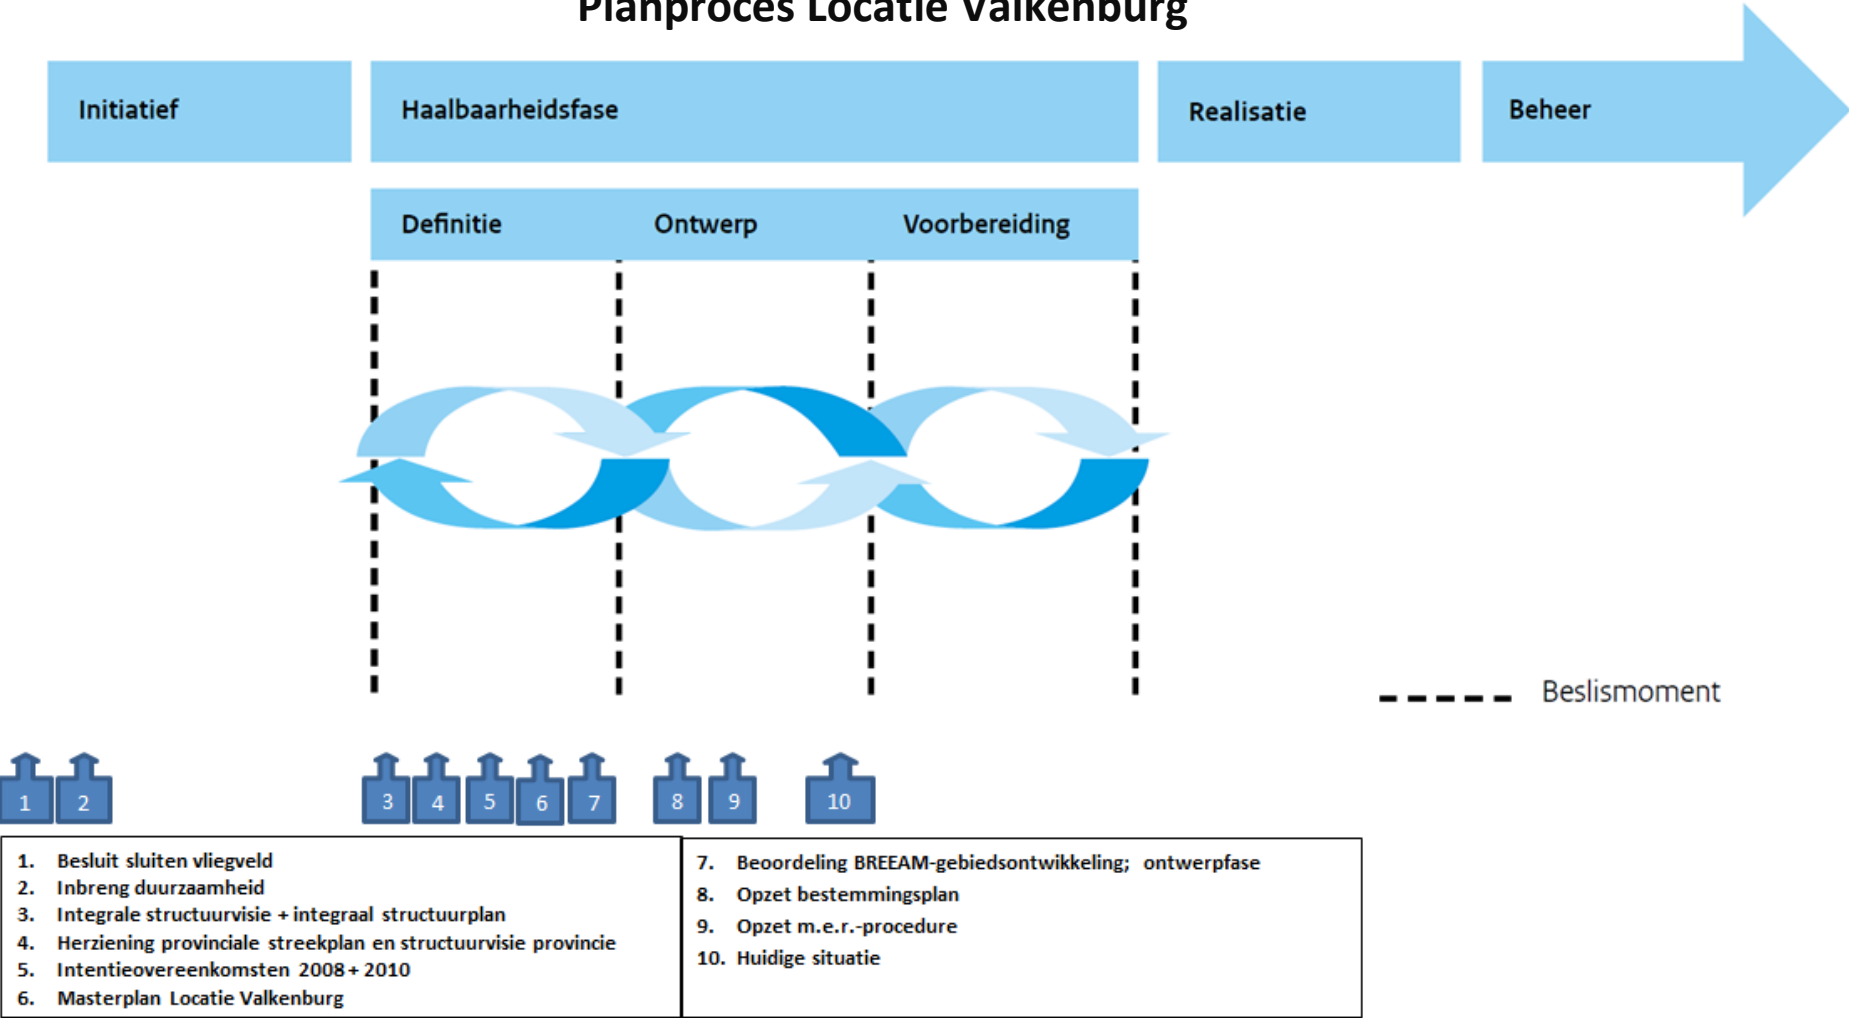 Planproces Locatie Valkenburg
Initiatief
Haalbaarheidsfase
Realisatie
Beheer
Definitie
Ontwerp
Voorbereiding
Beslismoment
1
2
3
4
5
6
7
8
9
10
1. Besluit sluiten vliegveld
2. Inbreng duurzaamheid
3. Integrale structuurvisie + integraal structuurplan
4. Herziening provinciale streekplan en structuurvisie provincie
5. Intentieovereenkomsten 2008 + 2010
6. Masterplan Locatie Valkenburg
7. Beoordeling BREEAM-gebiedsontwikkeling; ontwerpfase
8. Opzet bestemmingsplan
9. Opzet m.e.r.-procedure
10. Huidige situatie